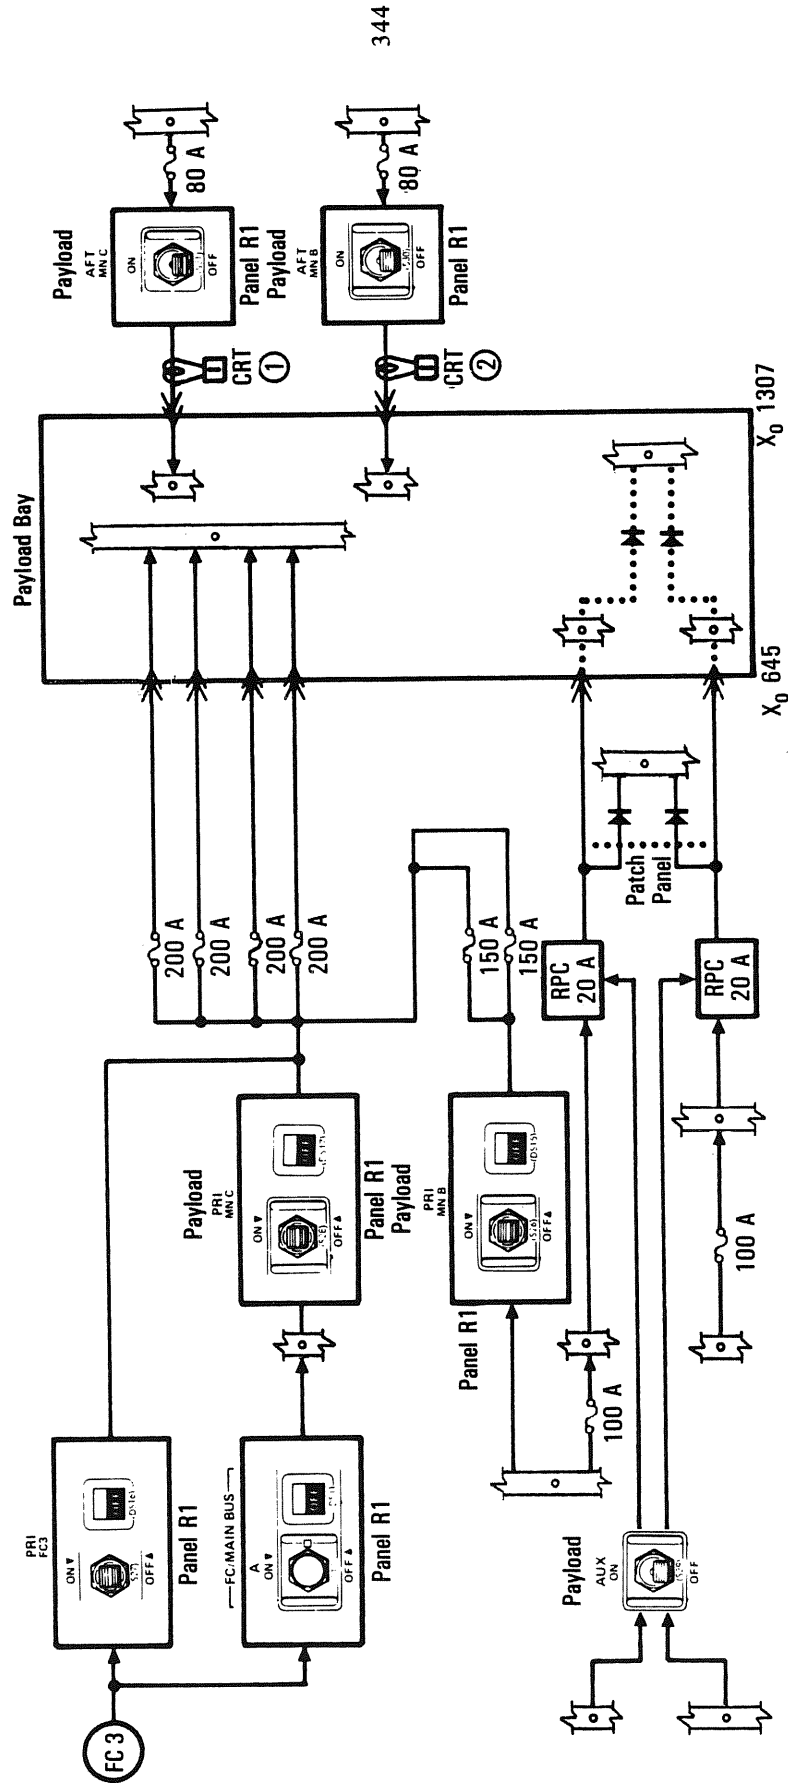 344
Payload Bay
X₀ 645
X₀ 1307
FC 3
PRI
FC3
ON ▼
OFF ▲
Panel R1
FC/MAIN BUS
A
ON ▼
OFF ▲
Panel R1
Payload
PRI
MN C
ON ▼
OFF ▲
Panel R1
Payload
PRI
MN B
ON ▼
OFF ▲
Panel R1
200 A
200 A
200 A
200 A
150 A
150 A
100 A
RPC
20 A
RPC
20 A
100 A
Patch
Panel
Payload
AUX
ON
OFF
Payload
AFT
MN C
ON
OFF
Panel R1
80 A
CRT
1
Payload
AFT
MN B
ON
OFF
Panel R1
80 A
CRT
2